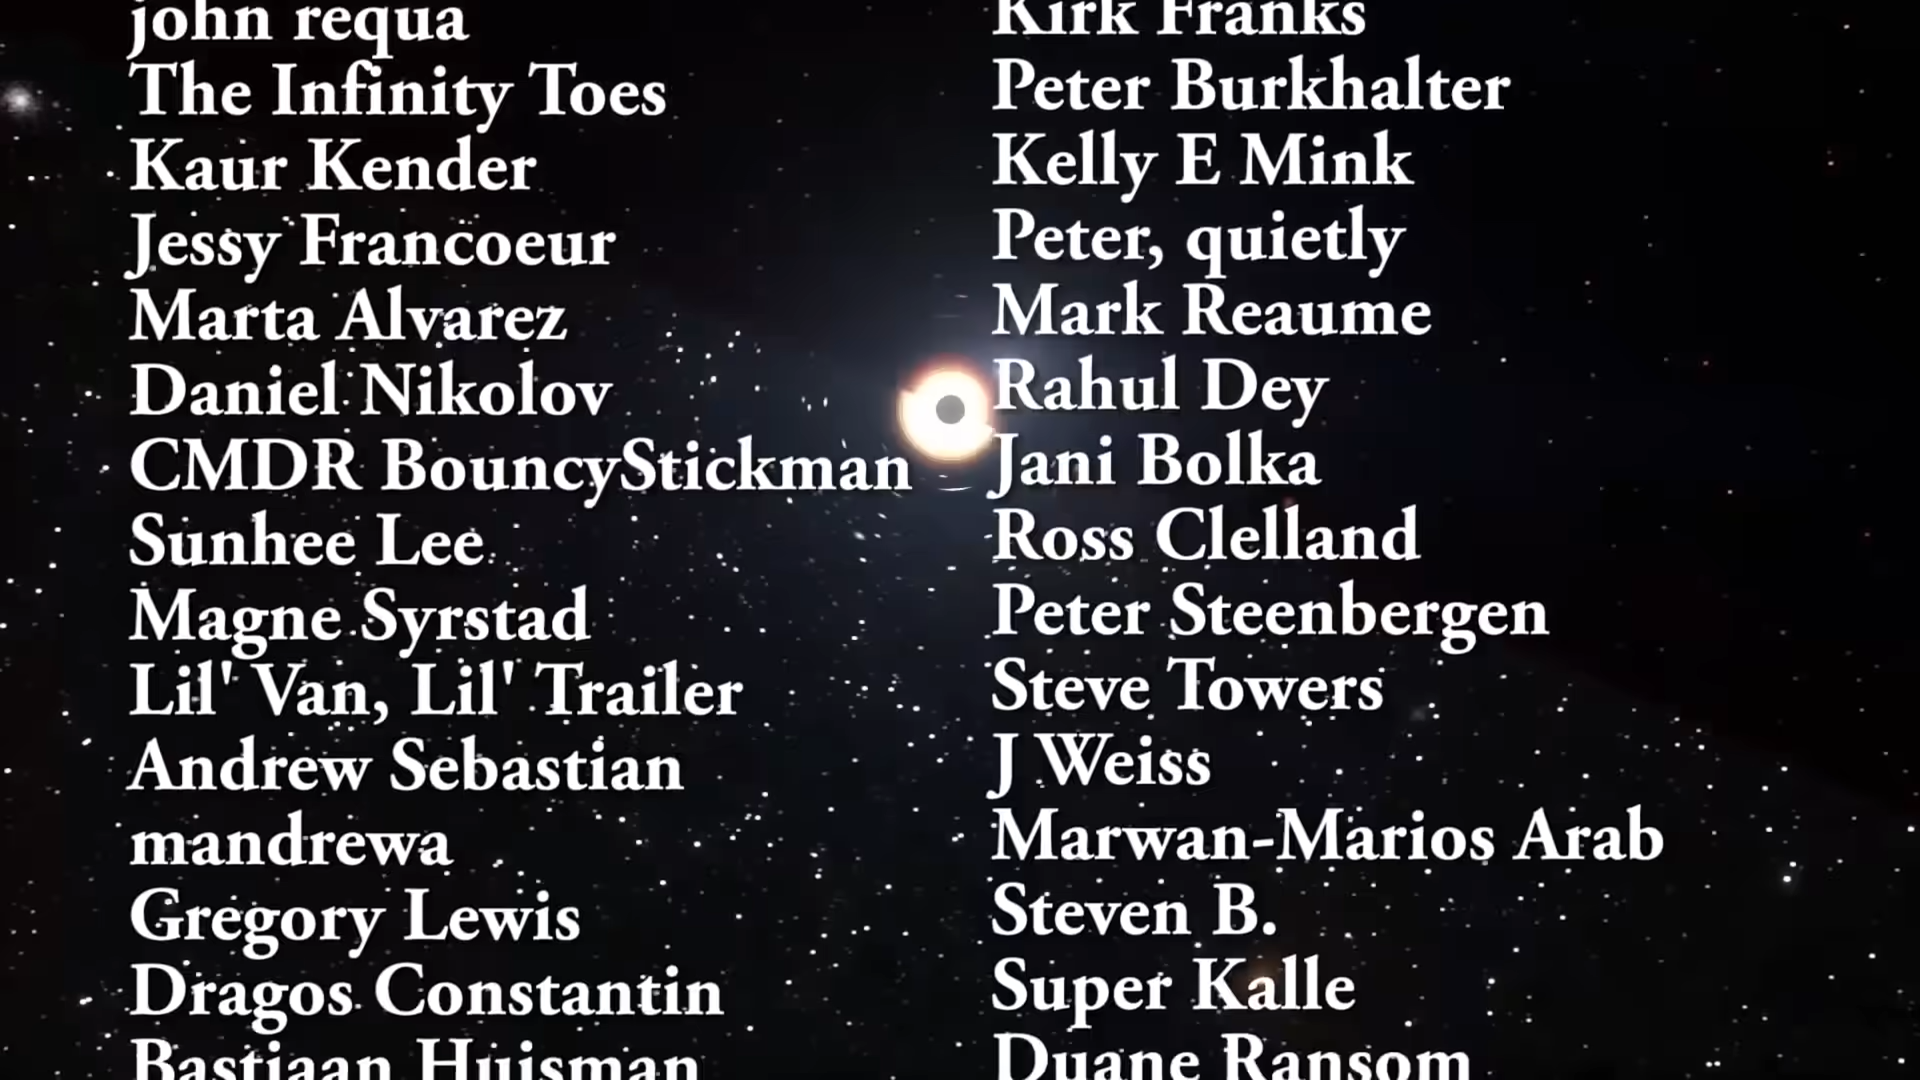 john requa
The Infinity Toes
Kaur Kender
Jessy Francoeur
Marta Alvarez
Daniel Nikolov
CMDR BouncyStickman
Sunhee Lee
Magne Syrstad
Lil' Van, Lil' Trailer
Andrew Sebastian
mandrewa
Gregory Lewis
Dragos Constantin
Bastiaan Huisman
Kirk Franks
Peter Burkhalter
Kelly E Mink
Peter, quietly
Mark Reaume
Rahul Dey
Jani Bolka
Ross Clelland
Peter Steenbergen
Steve Towers
J Weiss
Marwan-Marios Arab
Steven B.
Super Kalle
Duane Ransom